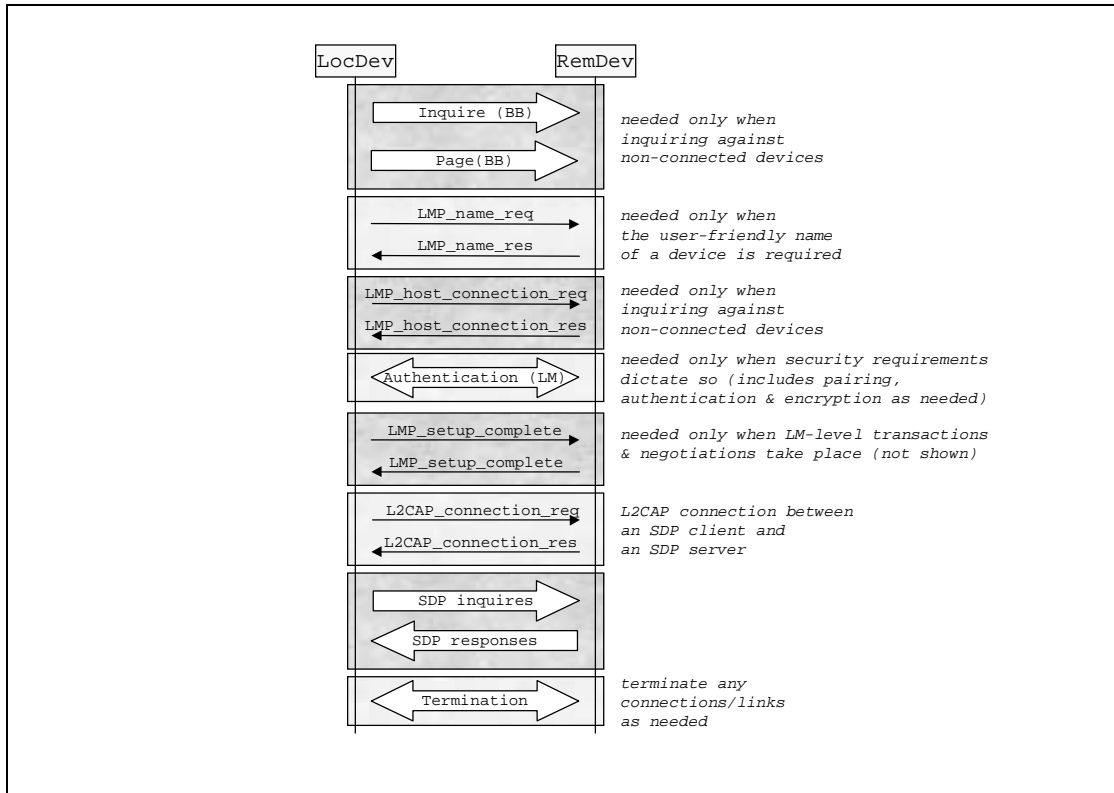 LocDev
RemDev
Inquire (BB)
Page(BB)
needed only when
inquiring against
non-connected devices
LMP_name_req
LMP_name_res
needed only when
the user-friendly name
of a device is required
LMP_host_connection_req
LMP_host_connection_res
needed only when
inquiring against
non-connected devices
Authentication (LM)
needed only when security requirements
dictate so (includes pairing,
authentication & encryption as needed)
LMP_setup_complete
LMP_setup_complete
needed only when LM-level transactions
& negotiations take place (not shown)
L2CAP_connection_req
L2CAP_connection_res
L2CAP connection between
an SDP client and
an SDP server
SDP inquires
SDP responses
Termination
terminate any
connections/links
as needed